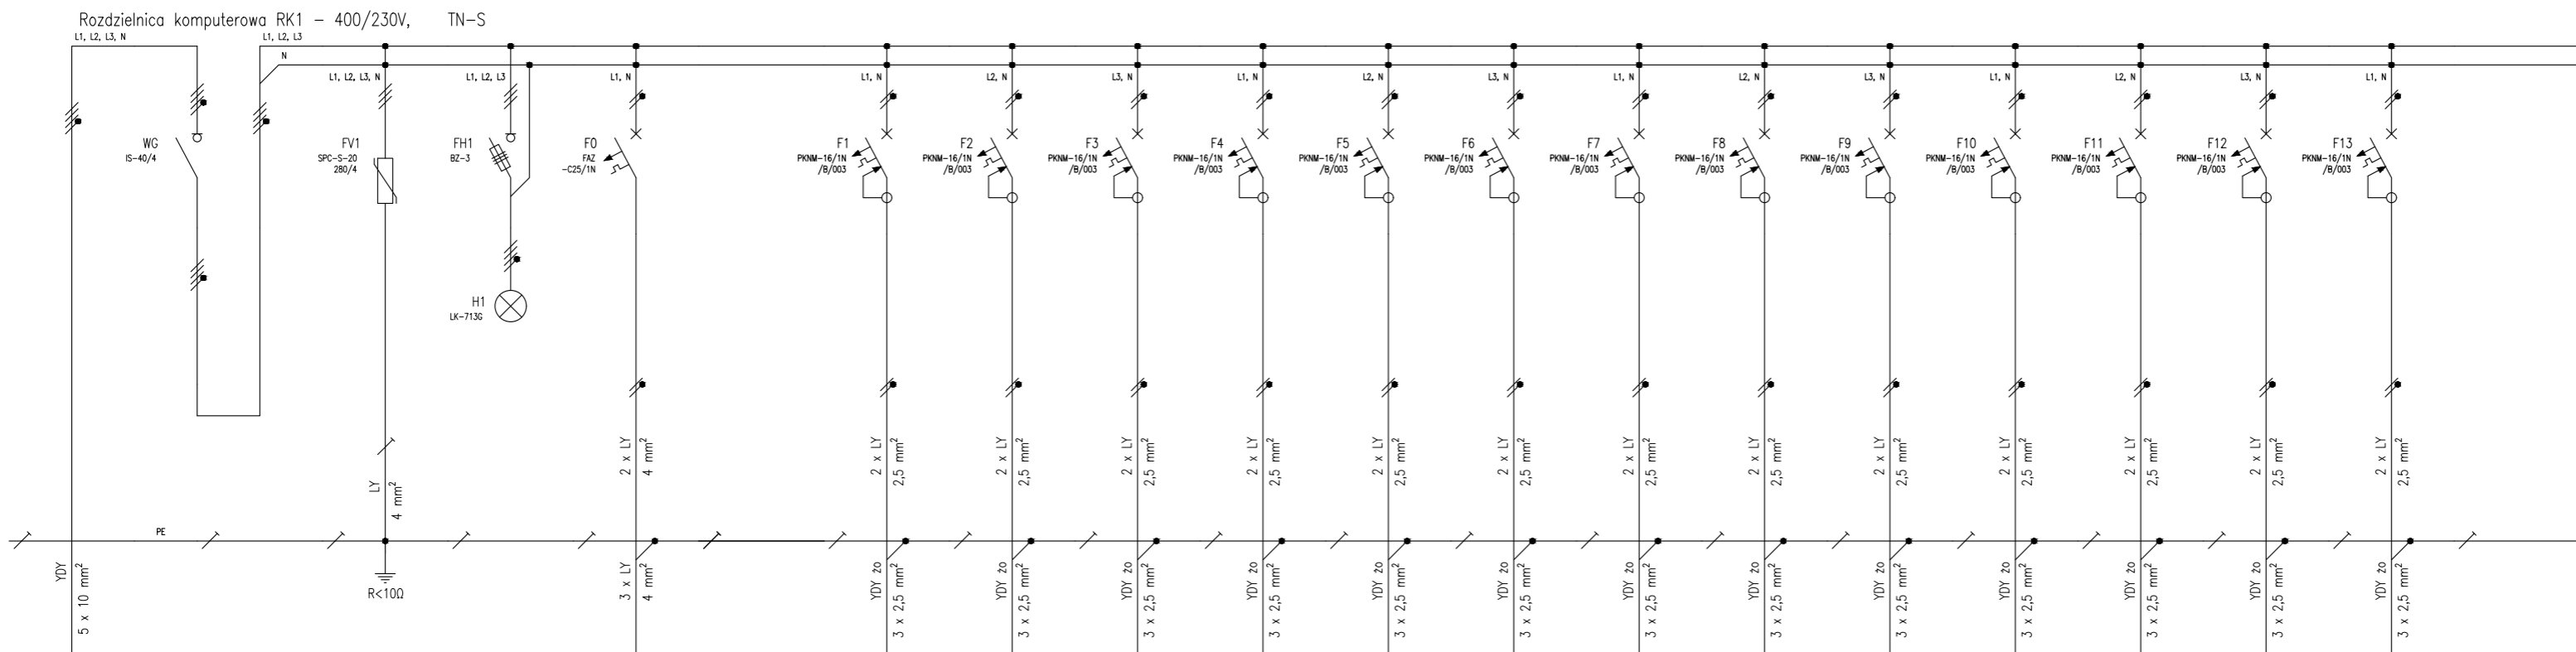 Rozdzielnica komputerowa RK1 – 400/230V, TN-S
L1, L2, L3, N
L1, L2, L3
N
L1, L2, L3, N
L1, L2, L3
L1, N
L1, N
L2, N
L3, N
L1, N
L2, N
L3, N
L1, N
L2, N
L3, N
L1, N
L2, N
L3, N
L1, N
WG
IS-40/4
FV1
SPC-S-20
280/4
FH1
BZ-3
F0
FAZ
-C25/1N
F1
PKNM-16/1N
/B/003
F2
PKNM-16/1N
/B/003
F3
PKNM-16/1N
/B/003
F4
PKNM-16/1N
/B/003
F5
PKNM-16/1N
/B/003
F6
PKNM-16/1N
/B/003
F7
PKNM-16/1N
/B/003
F8
PKNM-16/1N
/B/003
F9
PKNM-16/1N
/B/003
F10
PKNM-16/1N
/B/003
F11
PKNM-16/1N
/B/003
F12
PKNM-16/1N
/B/003
F13
PKNM-16/1N
/B/003
H1
LK-713G
LY
4 mm²
2 x LY
4 mm²
2 x LY
2,5 mm²
2 x LY
2,5 mm²
2 x LY
2,5 mm²
2 x LY
2,5 mm²
2 x LY
2,5 mm²
2 x LY
2,5 mm²
2 x LY
2,5 mm²
2 x LY
2,5 mm²
2 x LY
2,5 mm²
2 x LY
2,5 mm²
2 x LY
2,5 mm²
2 x LY
2,5 mm²
2 x LY
2,5 mm²
PE
YDY
5 x 10 mm²
R<10Ω
3 x LY
4 mm²
YDY 2o
3 x 2,5 mm²
YDY 2o
3 x 2,5 mm²
YDY 2o
3 x 2,5 mm²
YDY 2o
3 x 2,5 mm²
YDY 2o
3 x 2,5 mm²
YDY 2o
3 x 2,5 mm²
YDY 2o
3 x 2,5 mm²
YDY 2o
3 x 2,5 mm²
YDY 2o
3 x 2,5 mm²
YDY 2o
3 x 2,5 mm²
YDY 2o
3 x 2,5 mm²
YDY 2o
3 x 2,5 mm²
YDY 2o
3 x 2,5 mm²